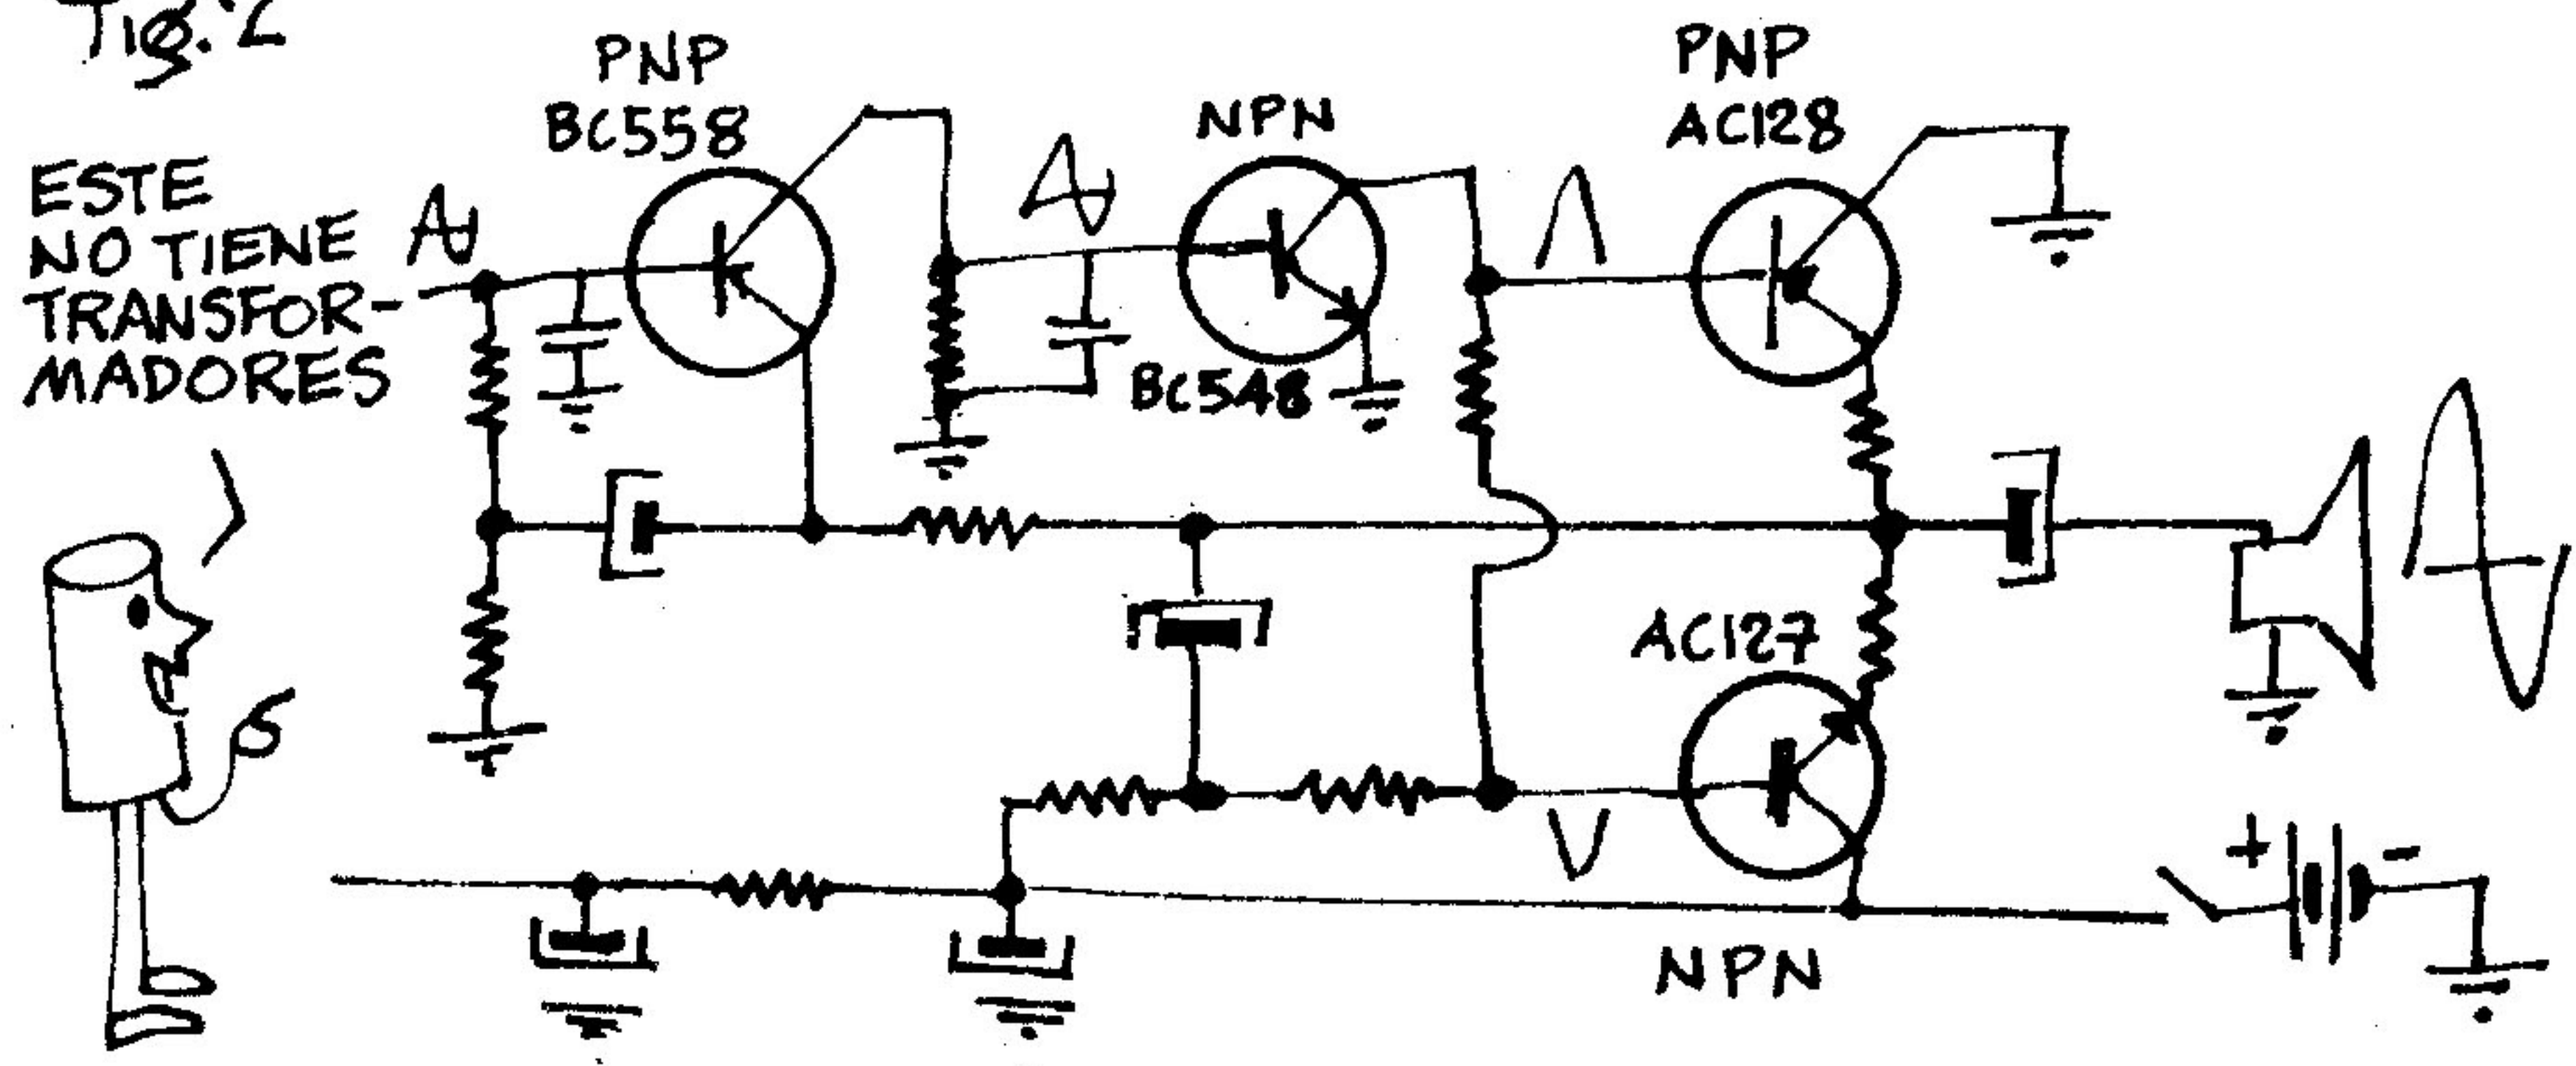 Fig. 2
ESTE
NO TIENE
TRANSFOR-
MADORES
PNP
BC558
NPN
BC548
PNP
AC128
AC127
NPN
+ -